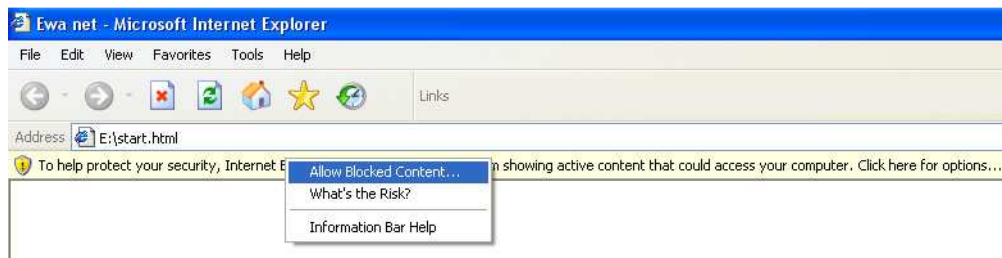 Ewa net - Microsoft Internet Explorer
File Edit View Favorites Tools Help
Links
Address E:\start.html
To help protect your security, Internet showing active content that could access your computer. Click here for options...
Allow Blocked Content...
What's the Risk?
Information Bar Help